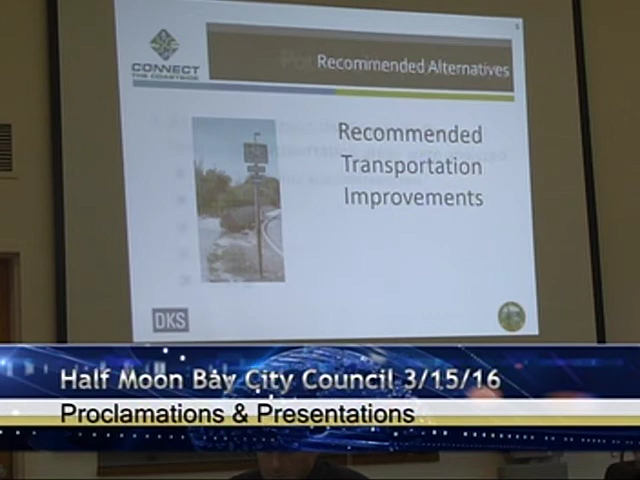 CONNECT
THE COASTSIDE
Recommended Alternatives
Recommended
Transportation
Improvements
DKS
Half Moon Bay City Council 3/15/16
Proclamations & Presentations